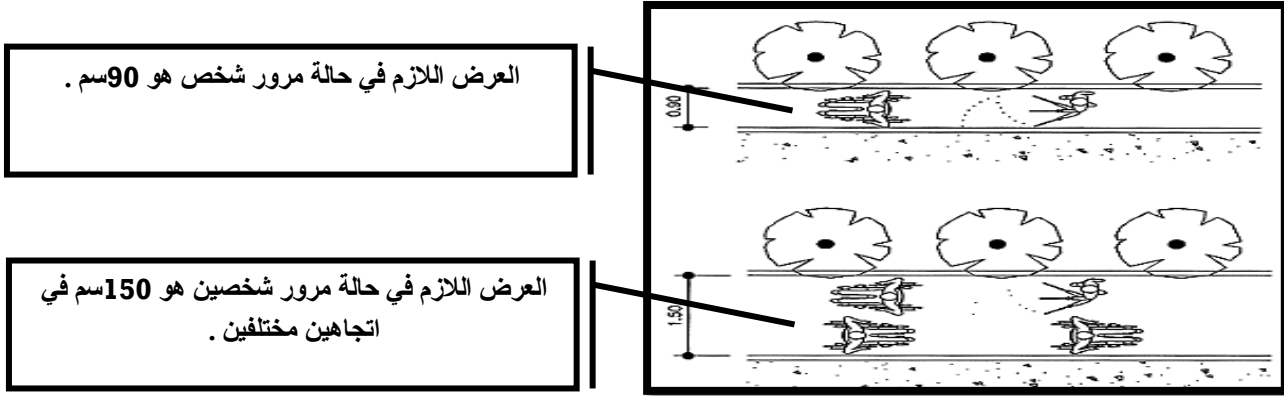 العرض اللازم في حالة مرور شخص هو 90سم .
0.90
العرض اللازم في حالة مرور شخصين هو 150سم في
اتجاهين مختلفين .
1.50